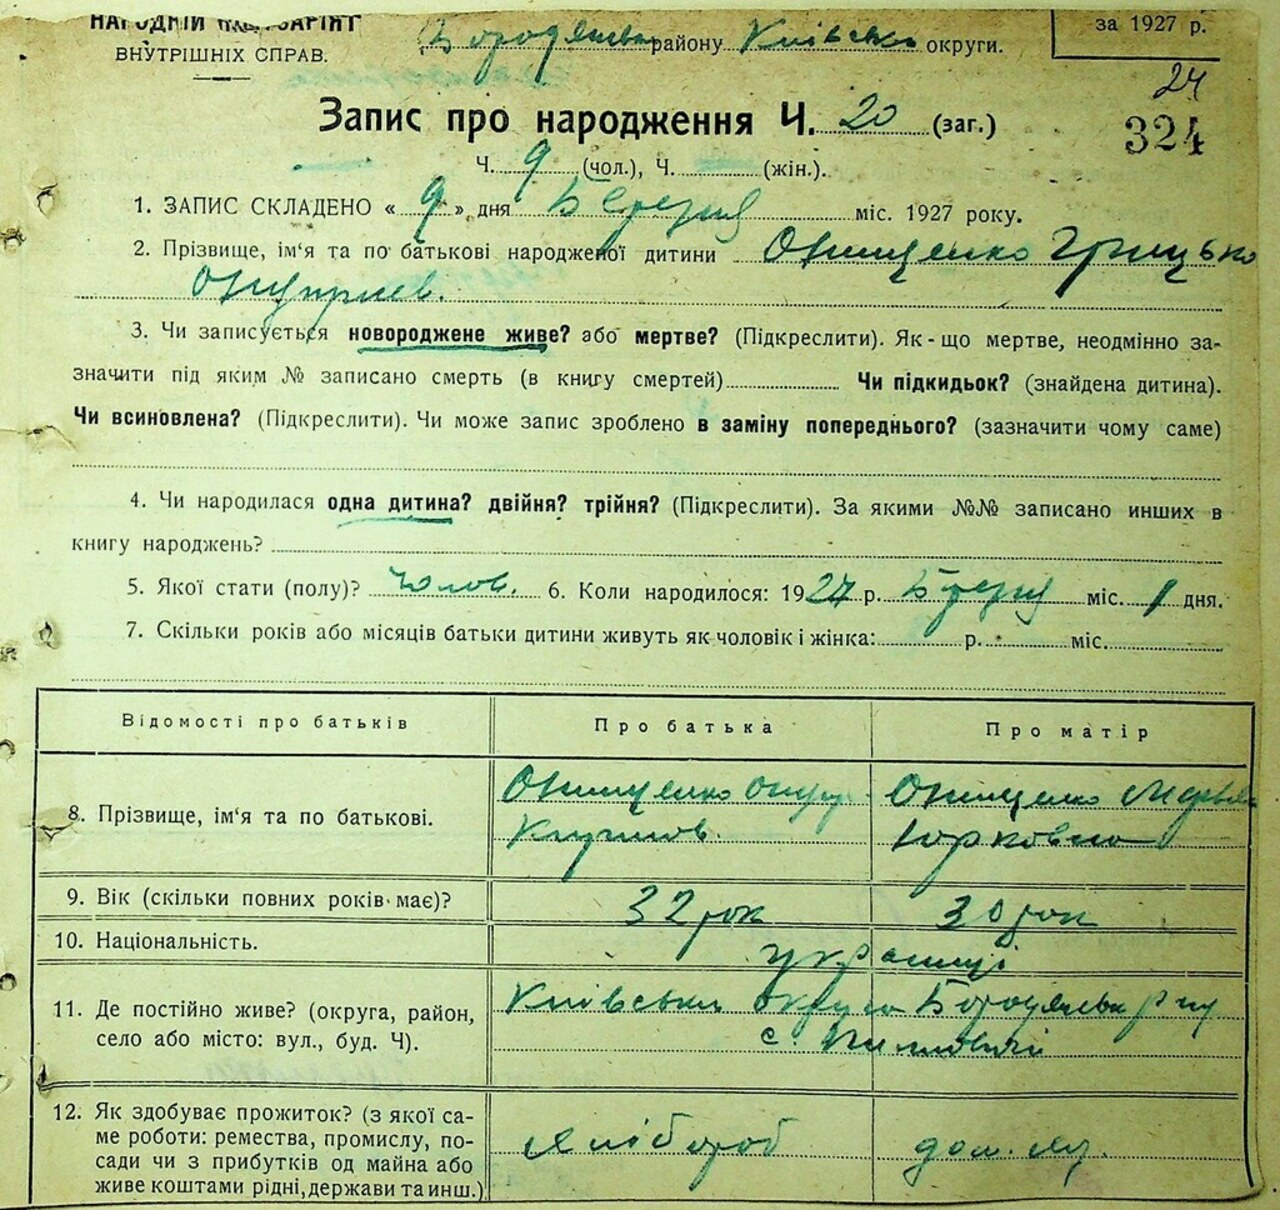 НАРОДНІЙ КОМІСАРІЯТ
ВНУТРІШНІХ СПРАВ.
Бородянськ району Київськ округи.
за 1927 р.
24
324
Запис про народження Ч. 20 (заг.)
Ч. 9 (чол.), Ч. — (жін.).
1. ЗАПИС СКЛАДЕНО « 9 » дня Березня міс. 1927 року.
2. Прізвище, ім'я та по батькові народженої дитини Онищенко Грицько
Онуприев.
3. Чи записується новороджене живе? або мертве? (Підкреслити). Як-що мертве, неодмінно за-
значити під яким № записано смерть (в книгу смертей) Чи підкидьок? (знайдена дитина).
Чи всиновлена? (Підкреслити). Чи може запис зроблено в заміну попереднього? (зазначити чому саме)
4. Чи народилася одна дитина? двійня? трійня? (Підкреслити). За якими №№ записано инших в
книгу народжень?
5. Якої стати (полу)? чолов. 6. Коли народилося: 1927 р. Березня міс. 1 дня.
7. Скільки років або місяців батьки дитини живуть як чоловік і жінка: р. міс.
Відомості про батьків Про батька Про матір
8. Прізвище, ім'я та по батькові. Онищенко Онупр Онищенко
Юрковна
9. Вік (скільки повних років має)? 32 рок 30 рок
10. Національність. українці
11. Де постійно живе? (округа, район, Київська округа Бородянськ р-ну
село або місто: вул., буд. Ч). с.
12. Як здобуває прожиток? (з якої са-
ме роботи: ремества, промислу, по- хлібороб дом.
сади чи з прибутків од майна або
живе коштами рідні, держави та инш.)